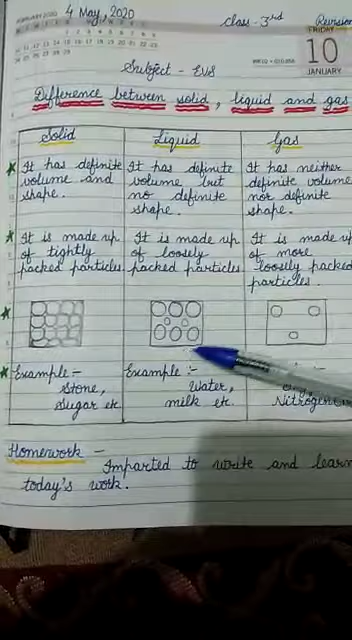 FEBRUARY 2020
4 May, 2020
Class - 3rd
Revision
FRIDAY
10
JANUARY
Subject - EVS
Difference between solid, liquid and gas
Solid
Liquid
Gas
It has definite
volume and
shape.
It has definite
volume but
no definite
shape.
It has neither
definite volume
nor definite
shape.
It is made up
of tightly
packed particles
It is made up
of loosely
packed particles
It is made up
of more
loosely packed
particles.
Example -
Stone,
Sugar etc
Example :-
Water,
milk etc.
Nitrogen
Homework -
Imparted to write and learn
today's work.